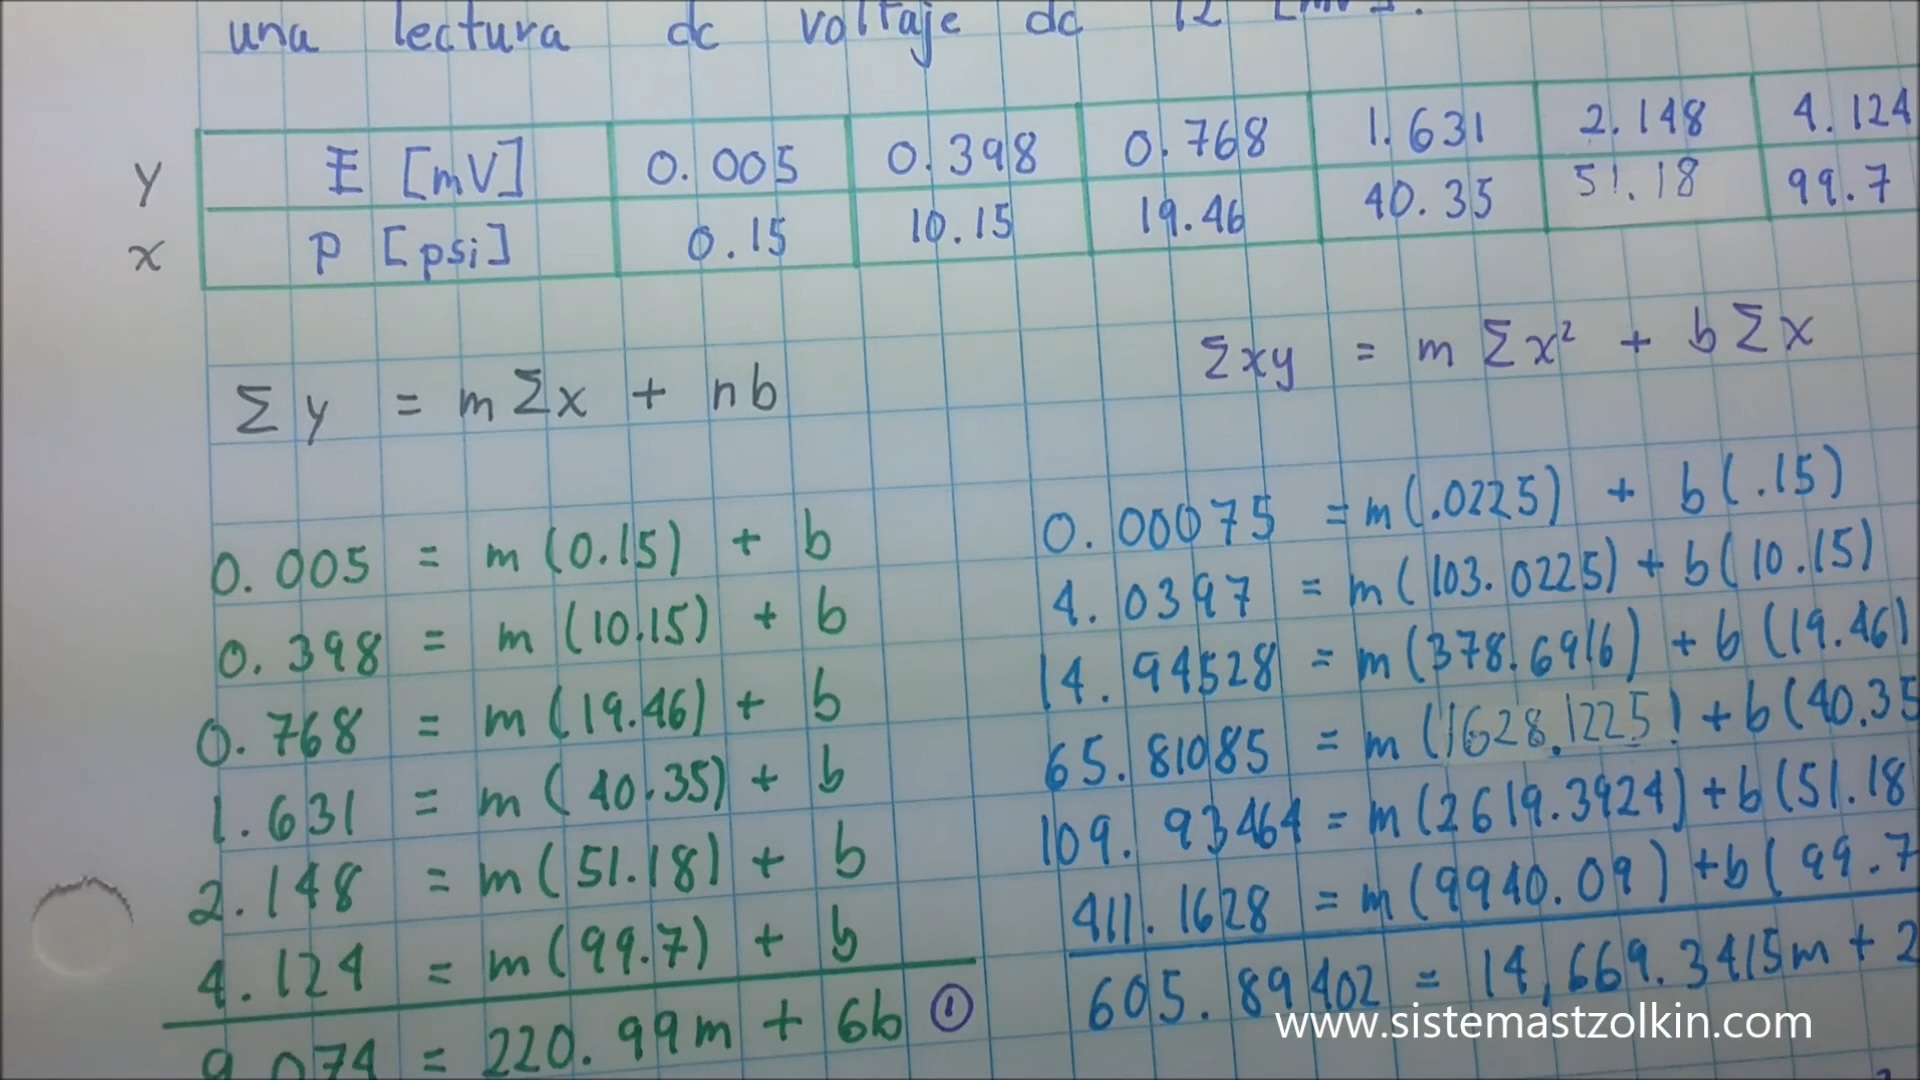 una lectura de voltaje de 12 [mV].
y E [mV] 0.005 0.398 0.768 1.631 2.148 4.124
x P [psi] 0.15 10.15 19.46 40.35 51.18 99.7
Σy = mΣx + nb
0.005 = m(0.15) + b
0.398 = m(10.15) + b
0.768 = m(19.46) + b
1.631 = m(40.35) + b
2.148 = m(51.18) + b
4.124 = m(99.7) + b
9.074 = 220.99m + 6b ①
Σxy = mΣx² + bΣx
0.00075 = m(.0225) + b(.15)
4.0397 = m(103.0225) + b(10.15)
14.94528 = m(378.6916) + b(19.46)
65.81085 = m(1628.1225) + b(40.35
109.93464 = m(2619.3924) + b(51.18
411.1628 = m(9940.09) + b(99.7
605.89402 = 14,669.3415m + 2
www.sistemastzolkin.com